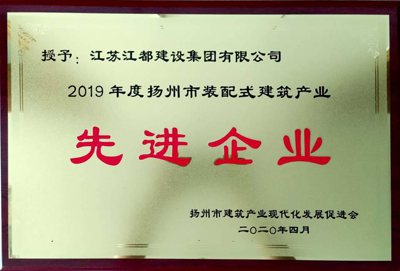 授予：江苏江都建设集团有限公司
2019年度扬州市装配式建筑产业
先进企业
扬州市建筑产业现代化发展促进会
二〇二〇年四月